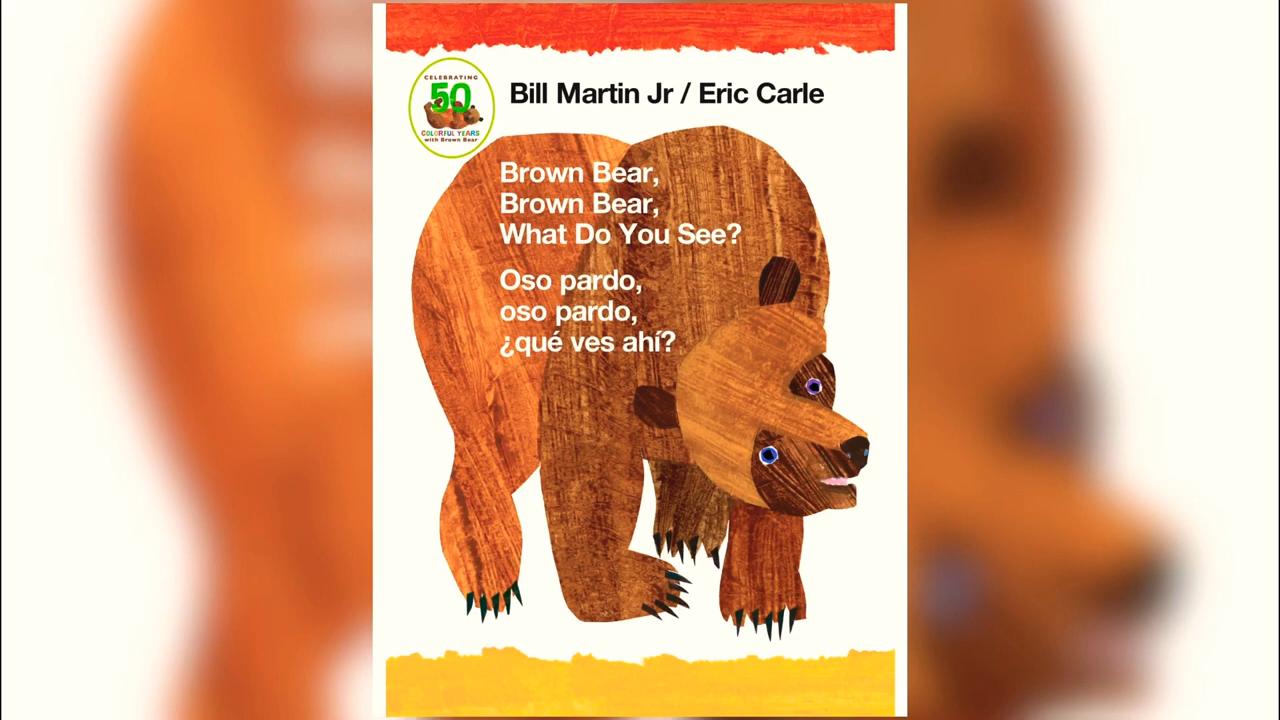 CELEBRATING
50
COLORFUL YEARS
with Brown Bear
Bill Martin Jr / Eric Carle
Brown Bear,
Brown Bear,
What Do You See?
Oso pardo,
oso pardo,
¿qué ves ahí?